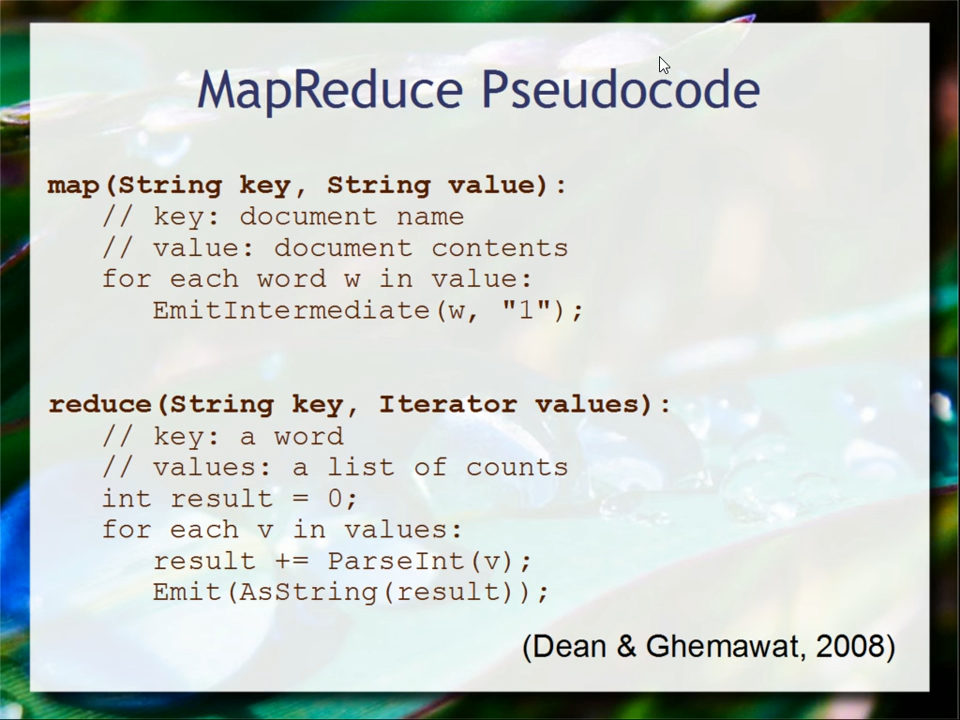 MapReduce Pseudocode
map(String key, String value):
// key: document name
// value: document contents
for each word w in value:
EmitIntermediate(w, "1");
reduce(String key, Iterator values):
// key: a word
// values: a list of counts
int result = 0;
for each v in values:
result += ParseInt(v);
Emit(AsString(result));
(Dean & Ghemawat, 2008)